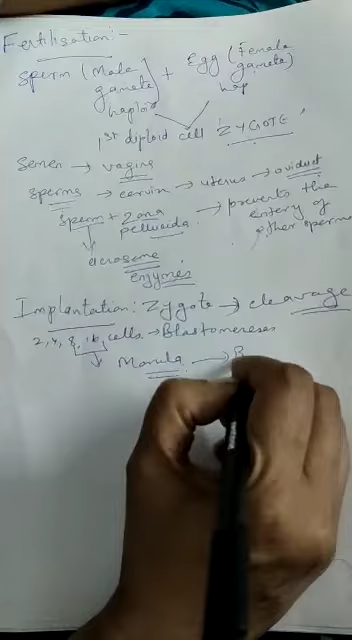 Fertilisation:-
Sperm (Male gamete) + Egg (Female gamete)
haploid hap
1st diploid cell 'ZYGOTE'
Semen → vagina
Sperms → cervix → uterus → oviduct
Sperm + Zona pellucida → prevents the entery of other sperms
acrosome
enzymes
Implantation: Zygote → cleavage
2, 4, 8, 16, cells → Blastomereses
Morula → B